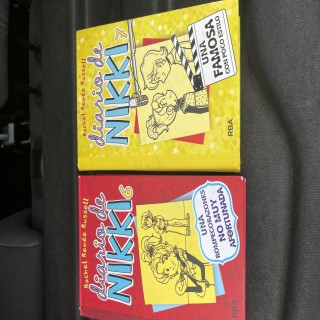 Rachel Renée Russell
diario de
NIKKI 7
UNA
FAMOSA
CON POCO ESTILO
RBA
Rachel Renée Russell
diario de
NIKKI 6
UNA
ROMPECORAZONES
NO MUY
AFORTUNADA
RBA